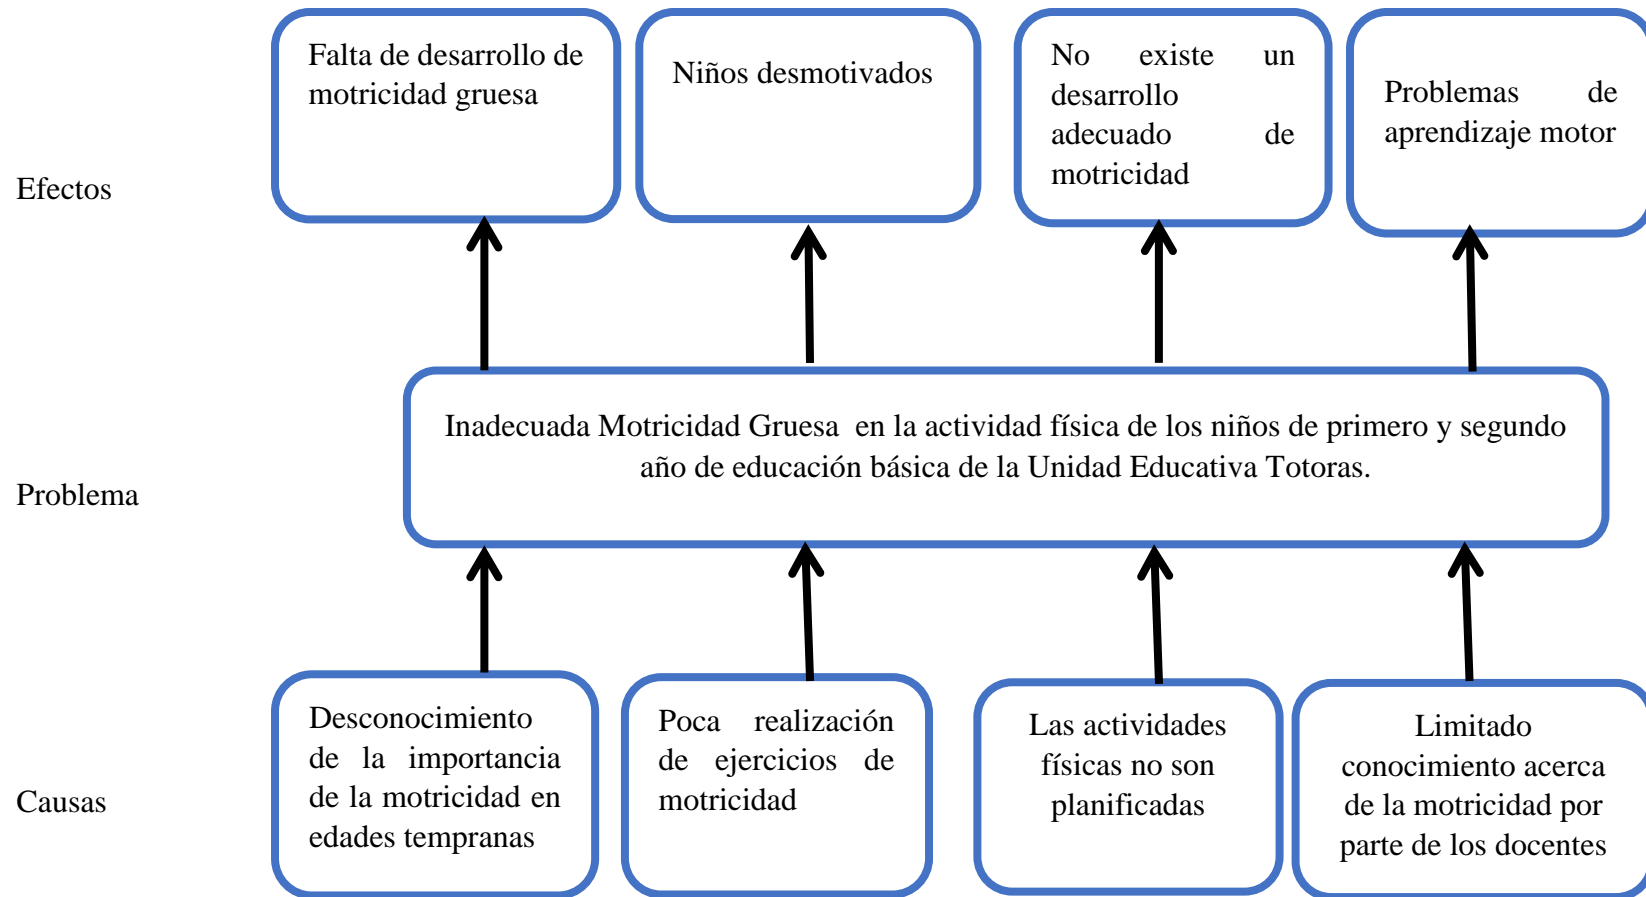 Efectos
Falta de desarrollo de
motricidad gruesa
Niños desmotivados
No existe un
desarrollo
adecuado de
motricidad
Problemas de
aprendizaje motor
Problema
Inadecuada Motricidad Gruesa en la actividad física de los niños de primero y segundo
año de educación básica de la Unidad Educativa Totoras.
Causas
Desconocimiento
de la importancia
de la motricidad en
edades tempranas
Poca realización
de ejercicios de
motricidad
Las actividades
físicas no son
planificadas
Limitado
conocimiento acerca
de la motricidad por
parte de los docentes